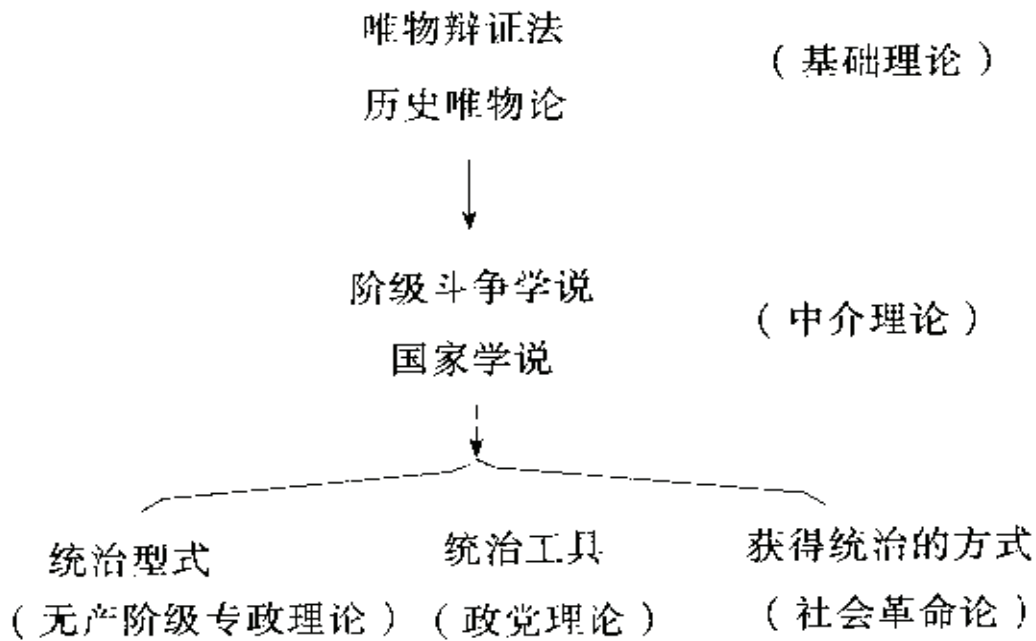 唯物辩证法
(基础理论)
历史唯物论
阶级斗争学说
(中介理论)
国家学说
统治型式 统治工具 获得统治的方式
(无产阶级专政理论) (政党理论) (社会革命论)